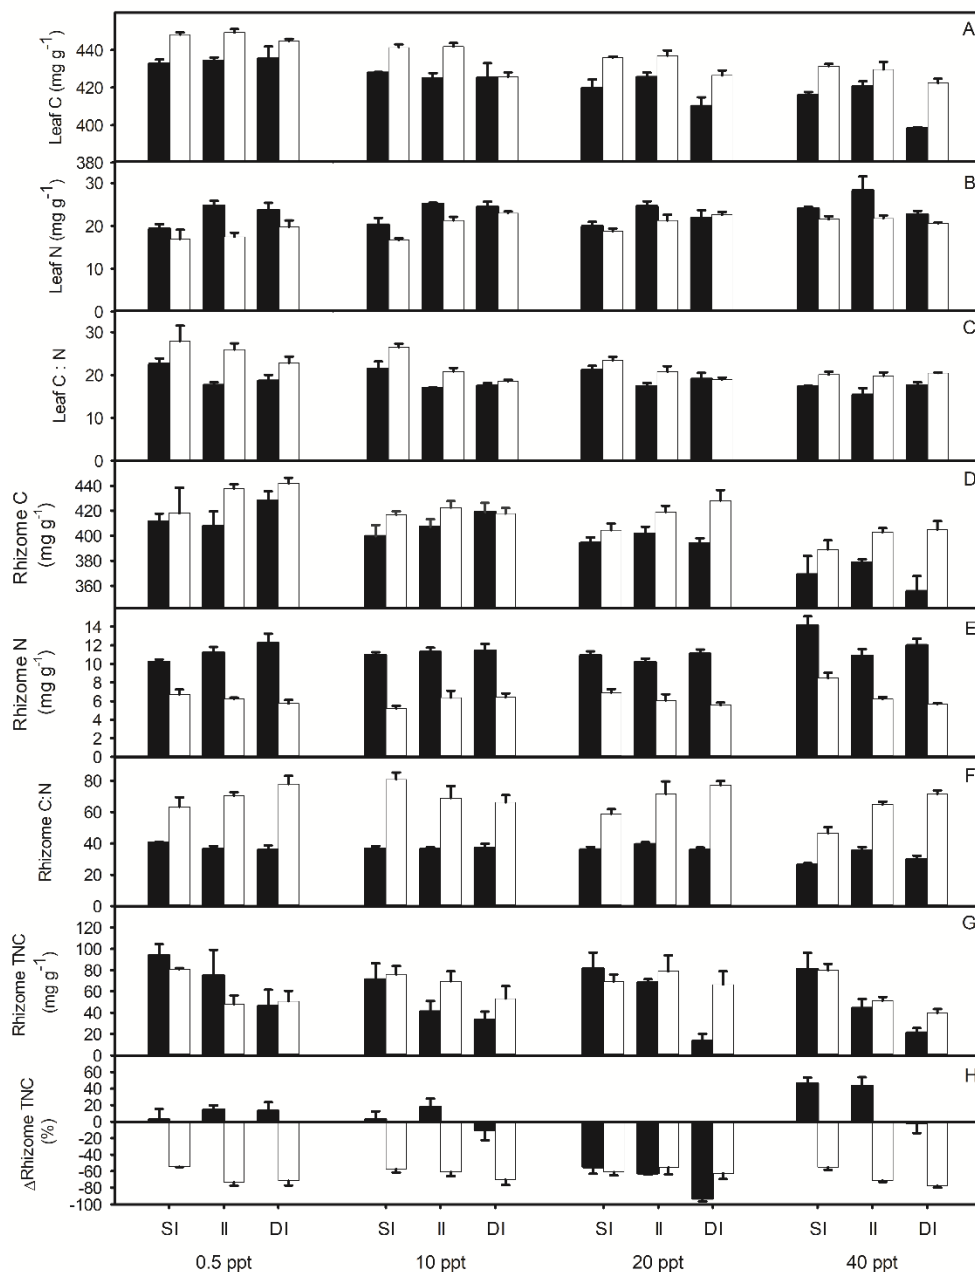 A
Leaf C (mg g-1)
440
420
400
380
B
Leaf N (mg g-1)
30
20
10
0
C
Leaf C : N
30
20
10
0
D
Rhizome C
(mg g-1)
440
420
400
380
360
E
Rhizome N
(mg g-1)
14
12
10
8
6
4
2
0
F
Rhizome C:N
80
60
40
20
0
G
Rhizome TNC
(mg g-1)
120
100
80
60
40
20
0
H
ΔRhizome TNC
(%)
60
40
20
0
-20
-40
-60
-80
-100
SI II DI SI II DI SI II DI SI II DI
0.5 ppt 10 ppt 20 ppt 40 ppt